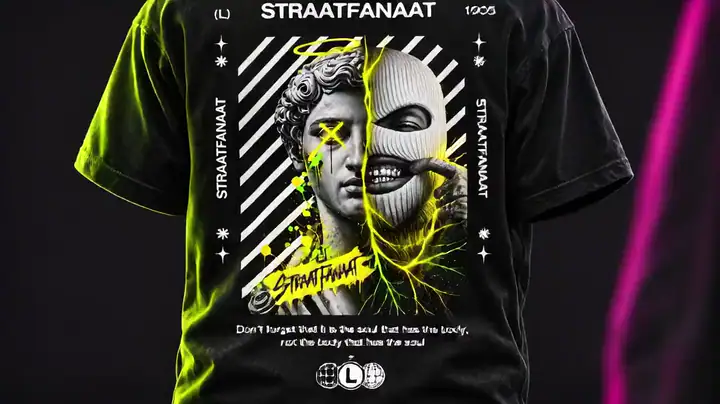 (L) STRAATFANAAT
STRAATFANAAT
STRAATFANAAT
STRAATFANAAT
Don't forget that it is the soul that has the body,
not the body that has the soul
L